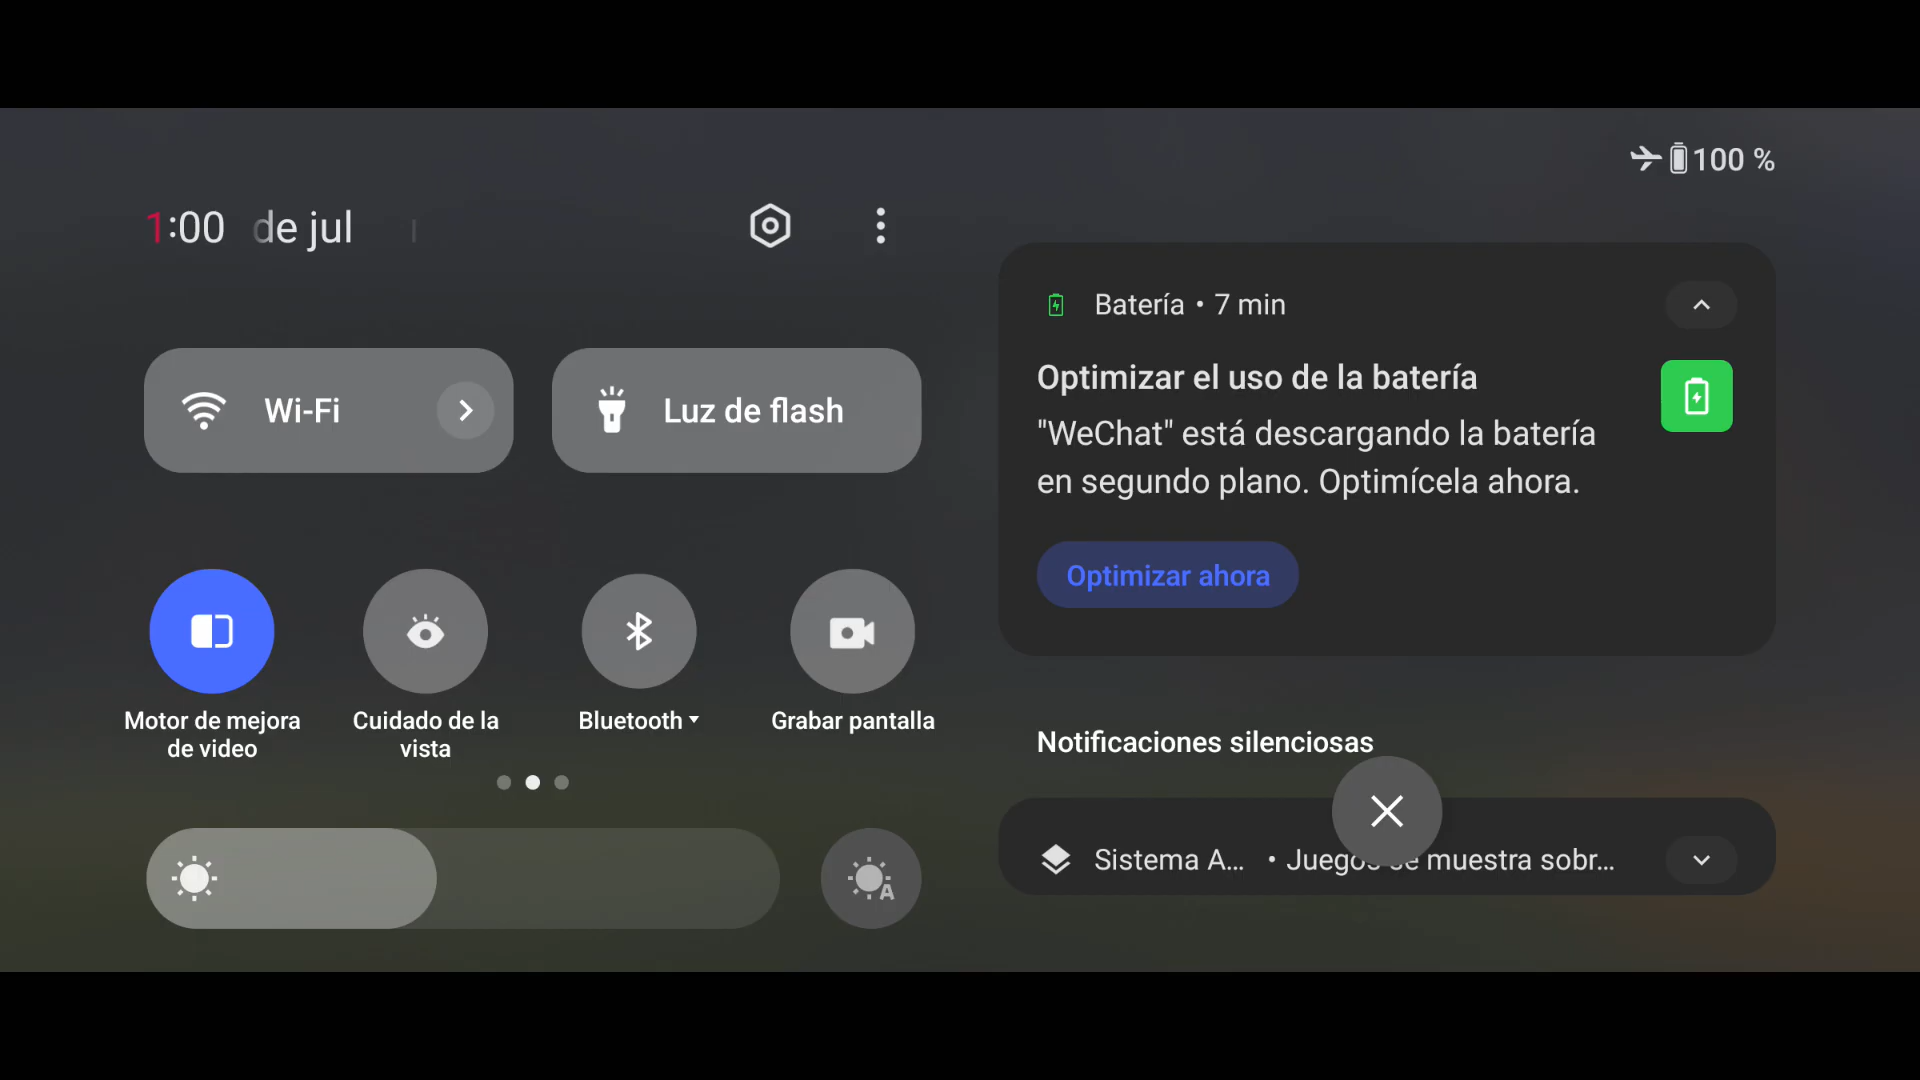 100 %
1:00 de jul
Batería • 7 min
Optimizar el uso de la batería
"WeChat" está descargando la batería
en segundo plano. Optimícela ahora.
Optimizar ahora
Wi-Fi
Luz de flash
Motor de mejora
de video
Cuidado de la
vista
Bluetooth
Grabar pantalla
Notificaciones silenciosas
Sistema A... • Juegos se muestra sobr...